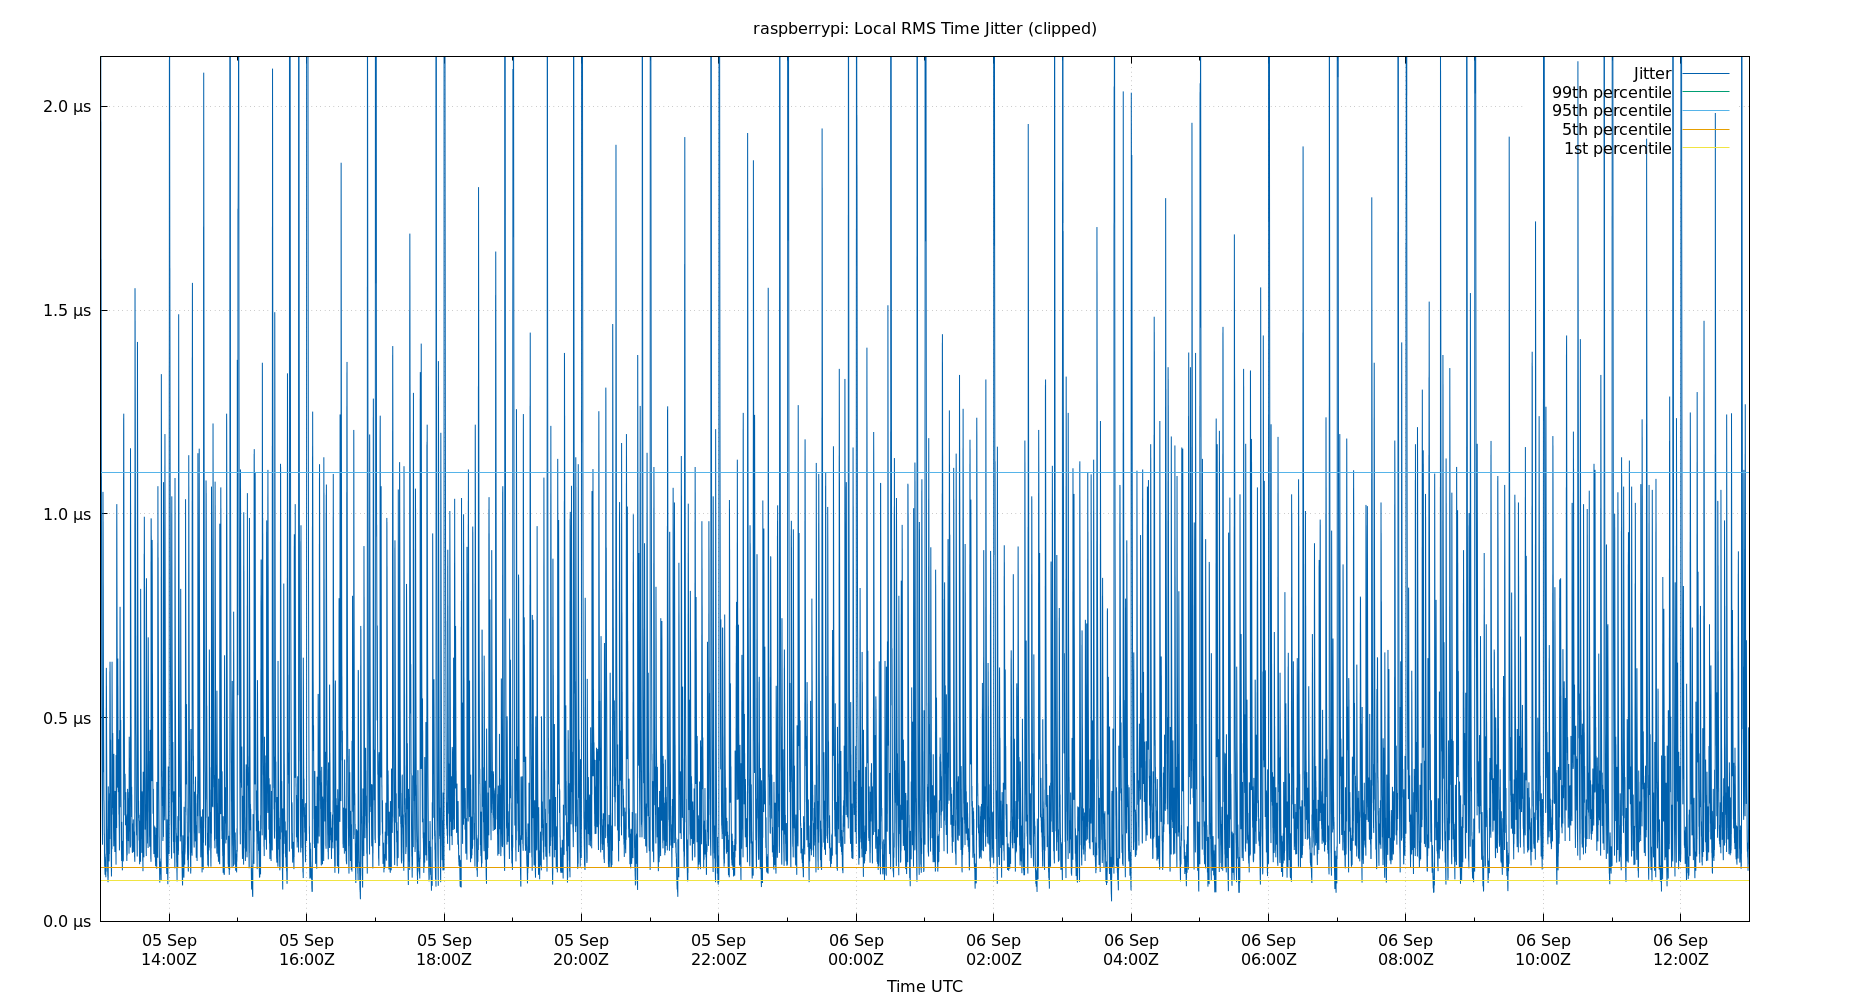 raspberrypi: Local RMS Time Jitter (clipped)
Jitter
99th percentile
95th percentile
5th percentile
1st percentile
2.0 µs
1.5 µs
1.0 µs
0.5 µs
0.0 µs
05 Sep 05 Sep 05 Sep 05 Sep 05 Sep 06 Sep 06 Sep 06 Sep 06 Sep 06 Sep 06 Sep 06 Sep
14:00Z 16:00Z 18:00Z 20:00Z 22:00Z 00:00Z 02:00Z 04:00Z 06:00Z 08:00Z 10:00Z 12:00Z
Time UTC